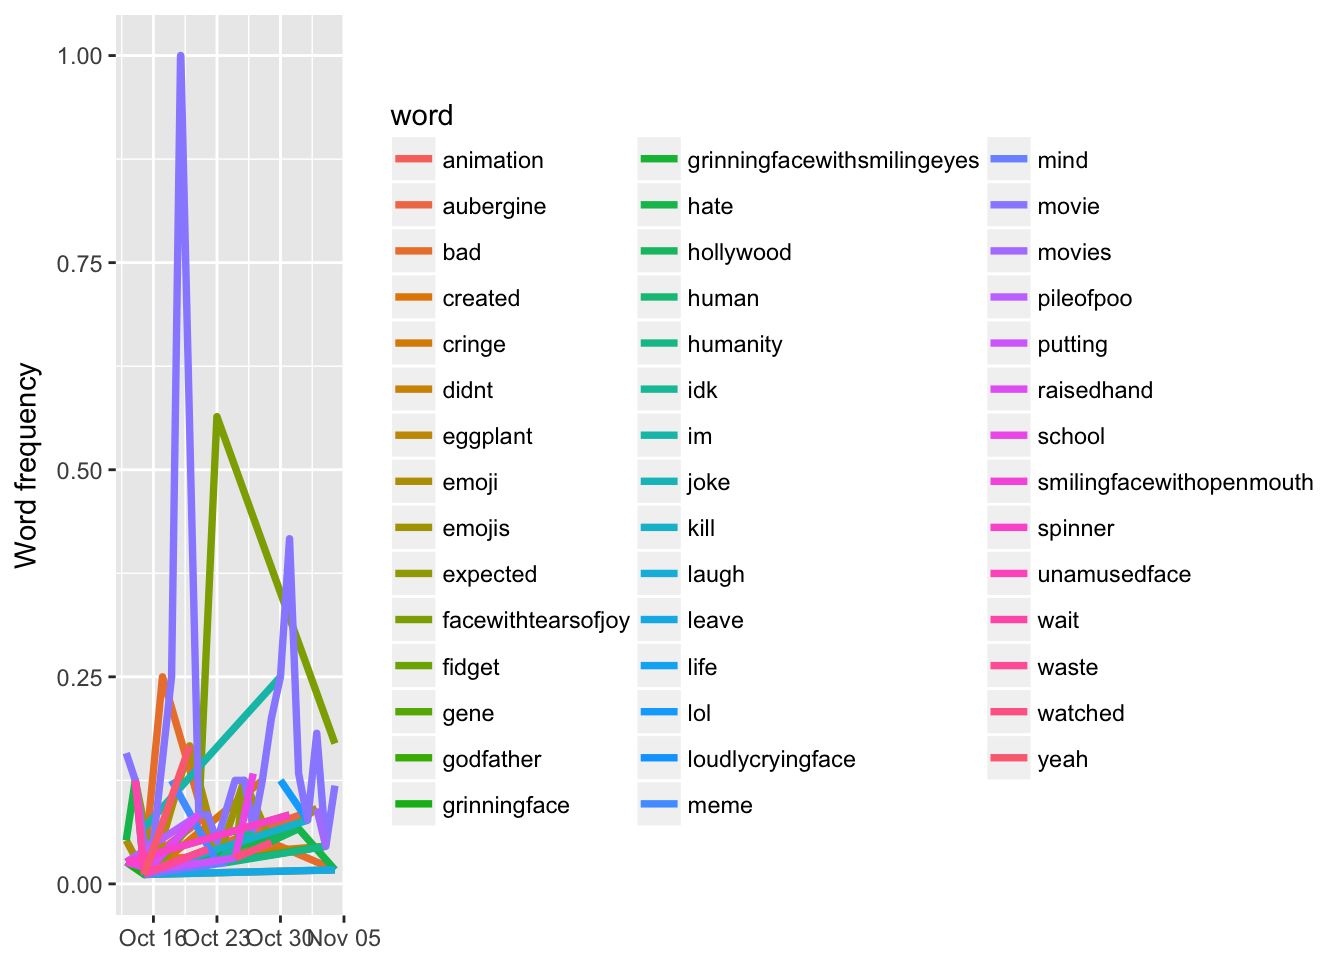 Word frequency
1.00
0.75
0.50
0.25
0.00
Oct 16
Oct 23
Oct 30
Nov 05
word
animation
aubergine
bad
created
cringe
didnt
eggplant
emoji
emojis
expected
facewithtearsofjoy
fidget
gene
godfather
grinningface
grinningfacewithsmilingeyes
hate
hollywood
human
humanity
idk
im
joke
kill
laugh
leave
life
lol
loudlycryingface
meme
mind
movie
movies
pileofpoo
putting
raisedhand
school
smilingfacewithopenmouth
spinner
unamusedface
wait
waste
watched
yeah